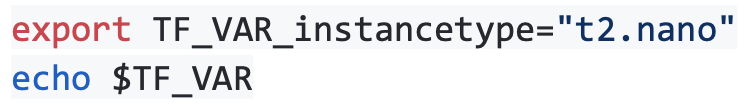 export TF_VAR_instancetype="t2.nano"
echo $TF_VAR